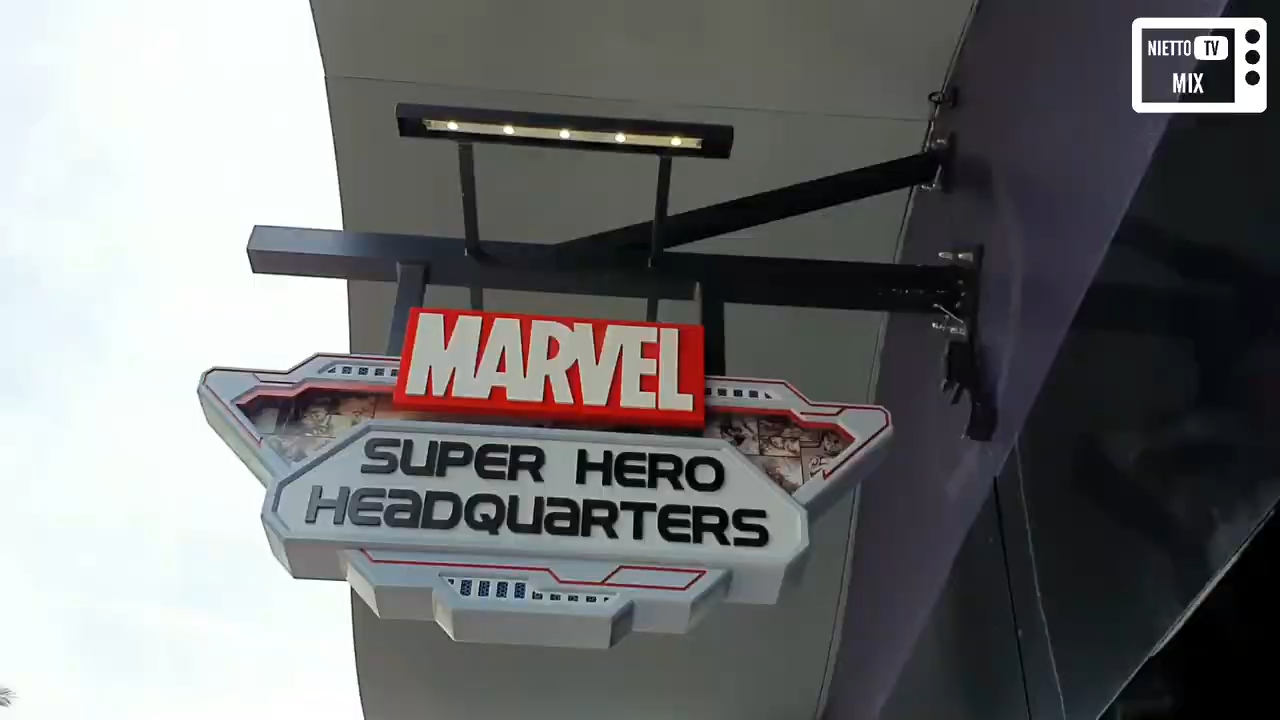 NIETTO TV
MIX
MARVEL
SUPER HERO
HEADQUARTERS